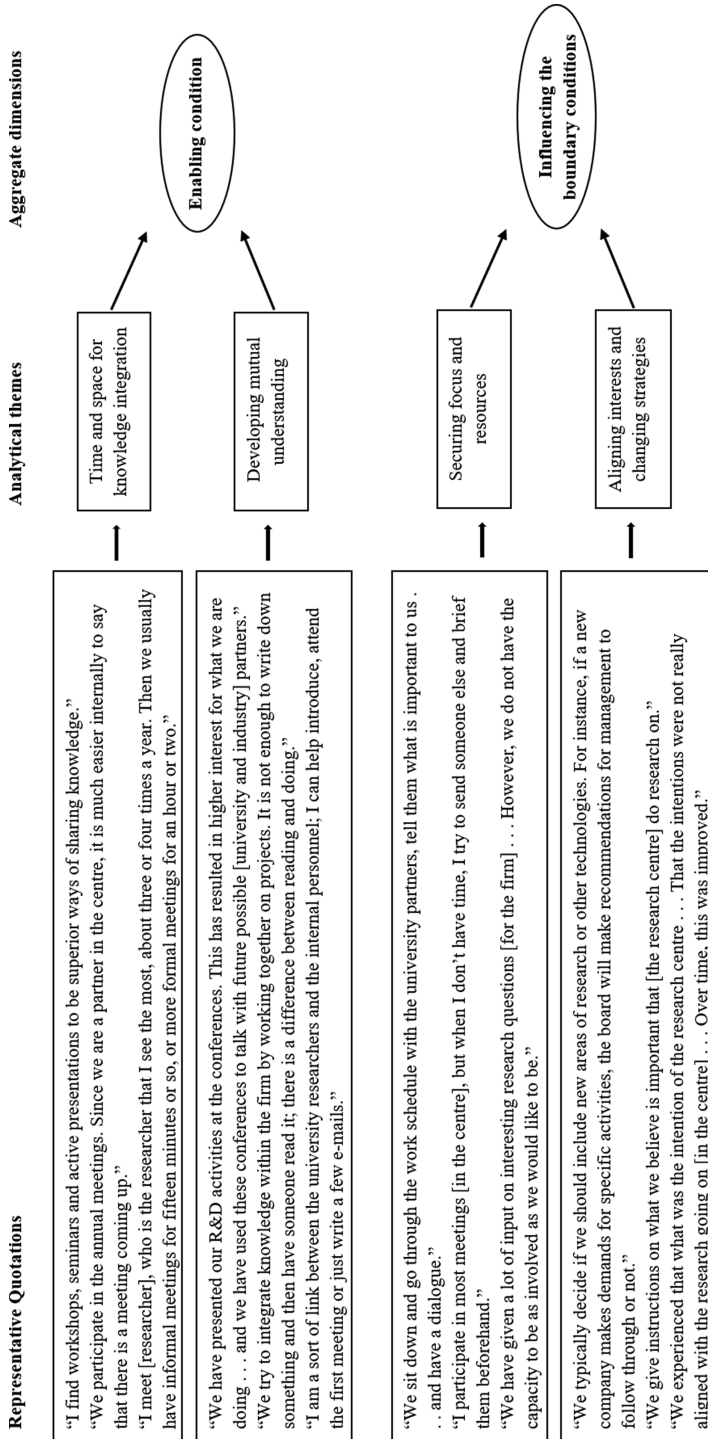 Representative Quotations
Analytical themes
Aggregate dimensions
“I find workshops, seminars and active presentations to be superior ways of sharing knowledge.”
“We participate in the annual meetings. Since we are a partner in the centre, it is much easier internally to say
that there is a meeting coming up.”
“I meet [researcher], who is the researcher that I see the most, about three or four times a year. Then we usually
have informal meetings for fifteen minutes or so, or more formal meetings for an hour or two.”
Time and space for
knowledge integration
“We have presented our R&D activities at the conferences. This has resulted in higher interest for what we are
doing . . . and we have used these conferences to talk with future possible [university and industry] partners.”
“We try to integrate knowledge within the firm by working together on projects. It is not enough to write down
something and then have someone read it; there is a difference between reading and doing.”
“I am a sort of link between the university researchers and the internal personnel; I can help introduce, attend
the first meeting or just write a few e-mails.”
Developing mutual
understanding
Enabling condition
“We sit down and go through the work schedule with the university partners, tell them what is important to us .
. . and have a dialogue.”
“I participate in most meetings [in the centre], but when I don’t have time, I try to send someone else and brief
them beforehand.”
“We have given a lot of input on interesting research questions [for the firm] . . . However, we do not have the
capacity to be as involved as we would like to be.”
Securing focus and
resources
“We typically decide if we should include new areas of research or other technologies. For instance, if a new
company makes demands for specific activities, the board will make recommendations for management to
follow through or not.”
“We give instructions on what we believe is important that [the research centre] do research on.”
“We experienced that what was the intention of the research centre . . . That the intentions were not really
aligned with the research going on [in the centre] . . . Over time, this was improved.”
Aligning interests and
changing strategies
Influencing the
boundary conditions